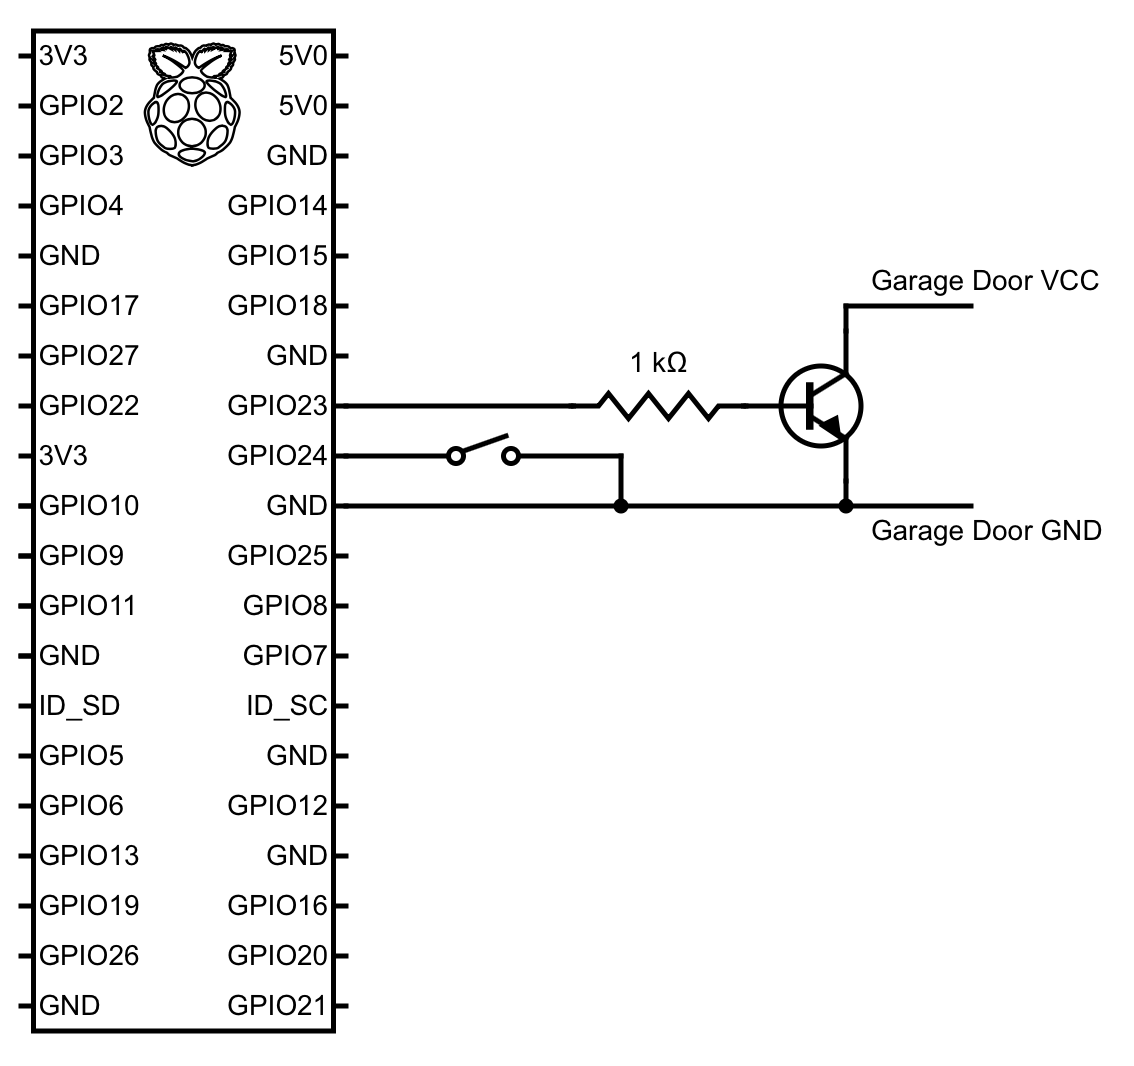 3V3 5V0
GPIO2 5V0
GPIO3 GND
GPIO4 GPIO14
GND GPIO15
GPIO17 GPIO18
GPIO27 GND
GPIO22 GPIO23
3V3 GPIO24
GPIO10 GND
GPIO9 GPIO25
GPIO11 GPIO8
GND GPIO7
ID_SD ID_SC
GPIO5 GND
GPIO6 GPIO12
GPIO13 GND
GPIO19 GPIO16
GPIO26 GPIO20
GND GPIO21
1 kΩ
Garage Door VCC
Garage Door GND